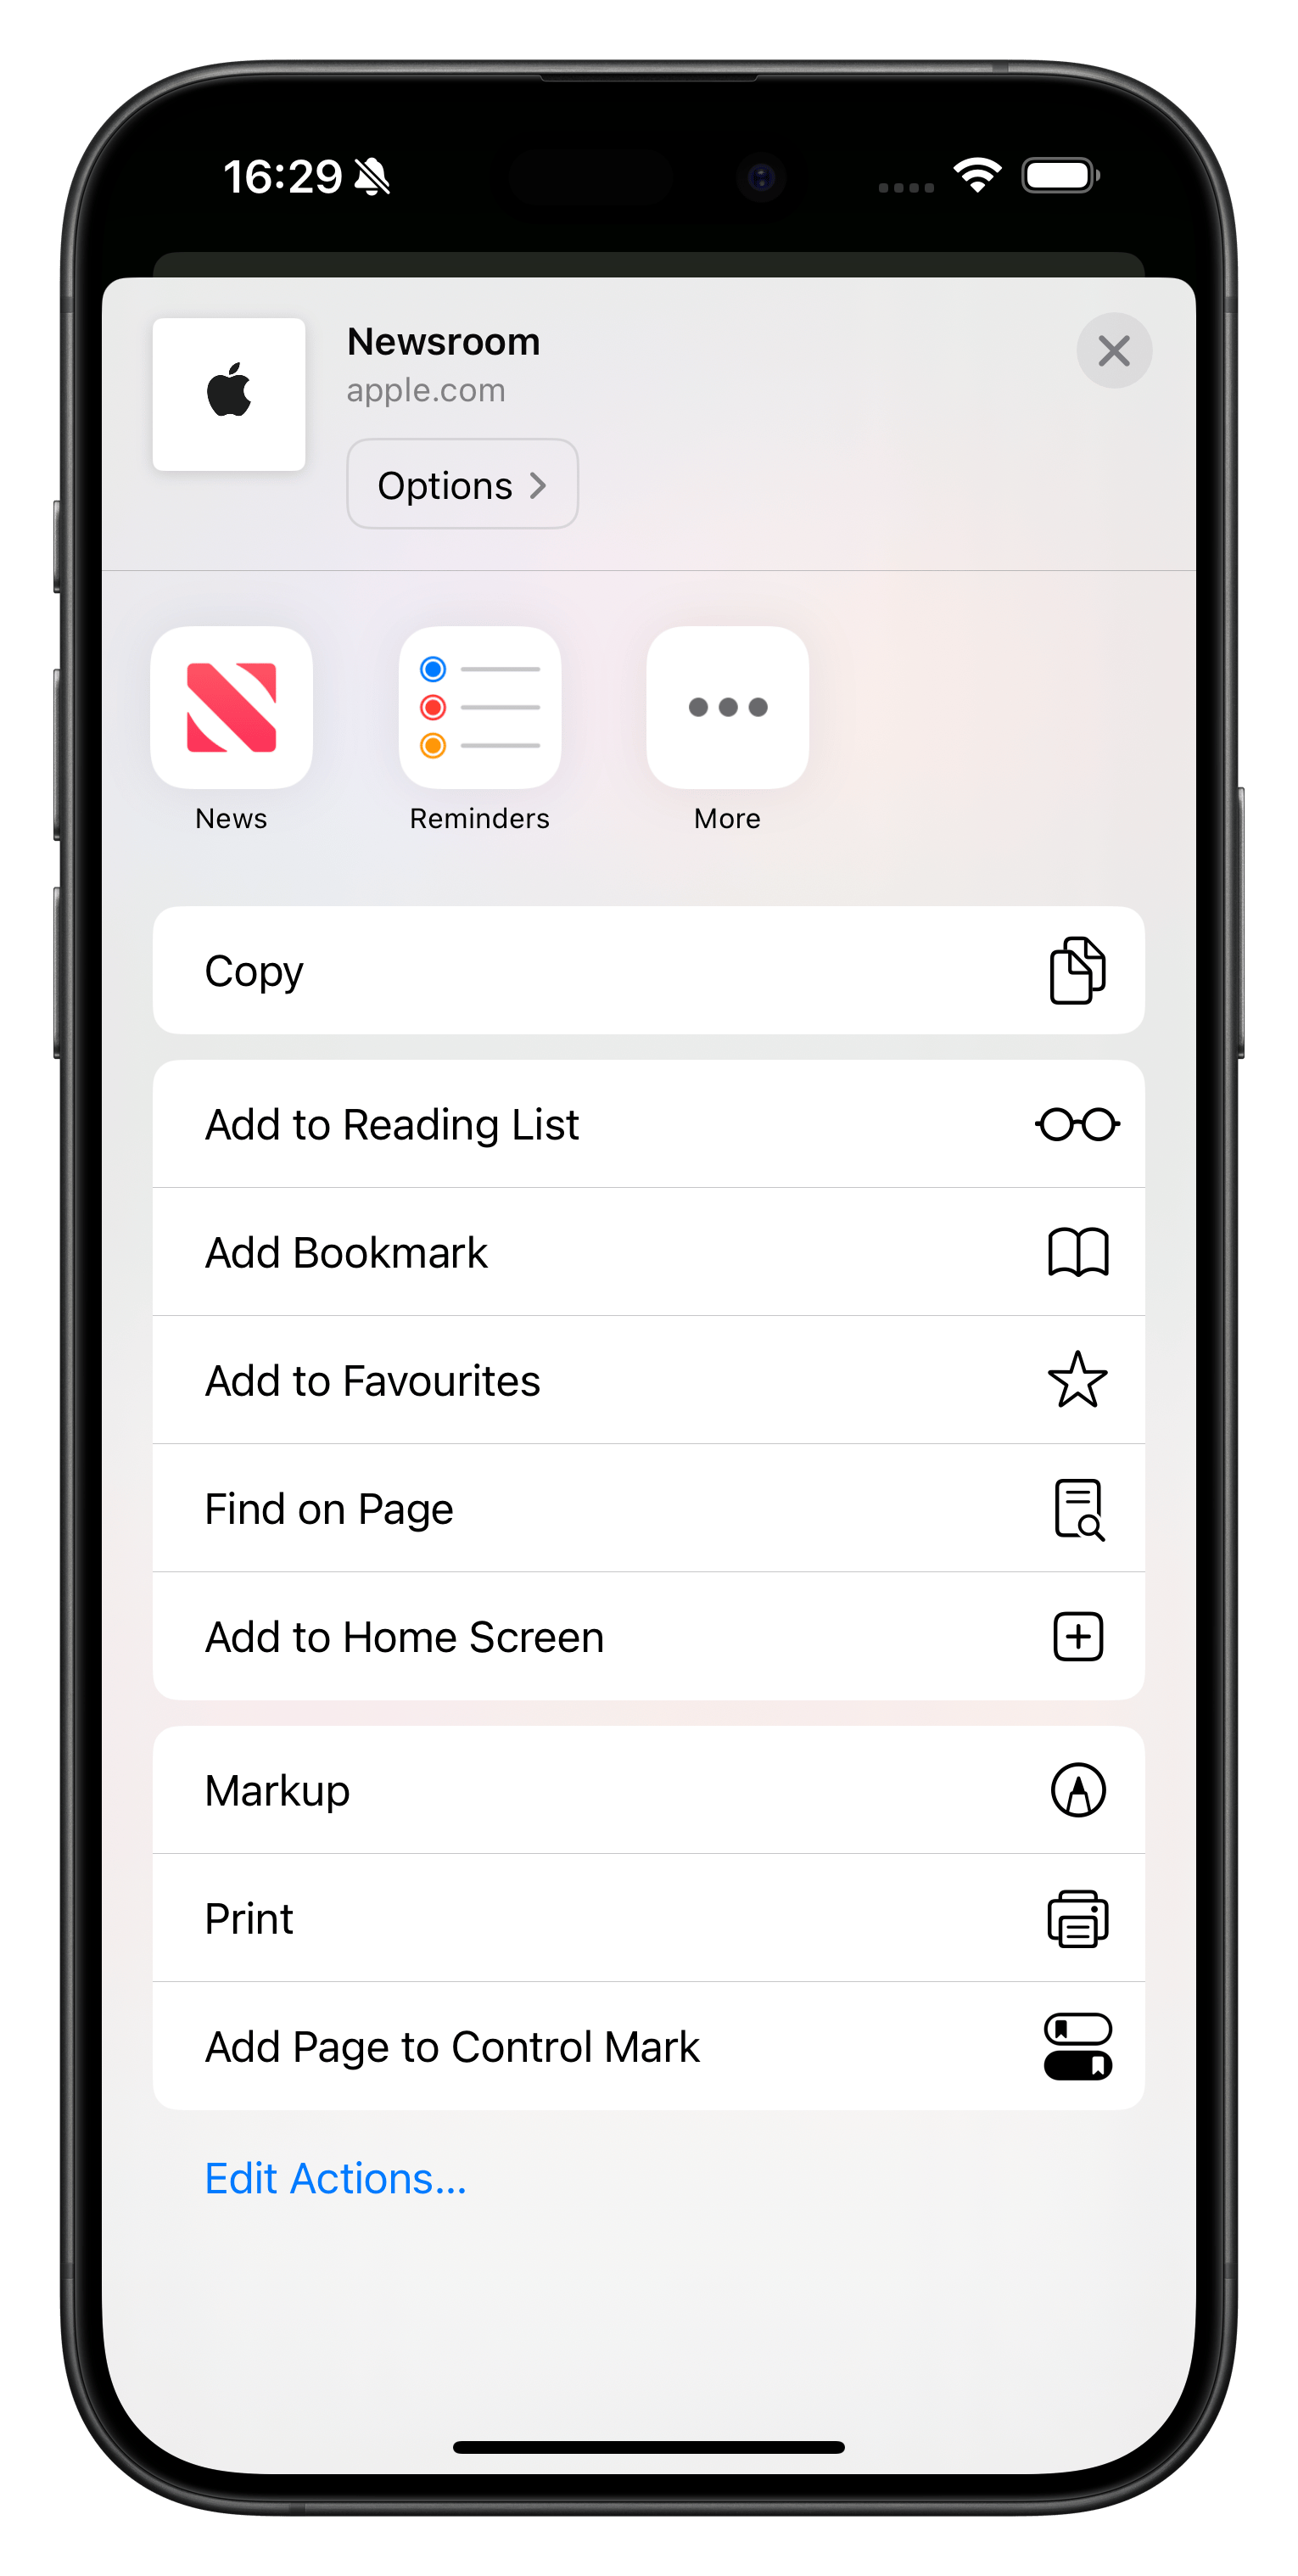 16:29
Newsroom
apple.com
Options
News
Reminders
More
Copy
Add to Reading List
Add Bookmark
Add to Favourites
Find on Page
Add to Home Screen
Markup
Print
Add Page to Control Mark
Edit Actions...